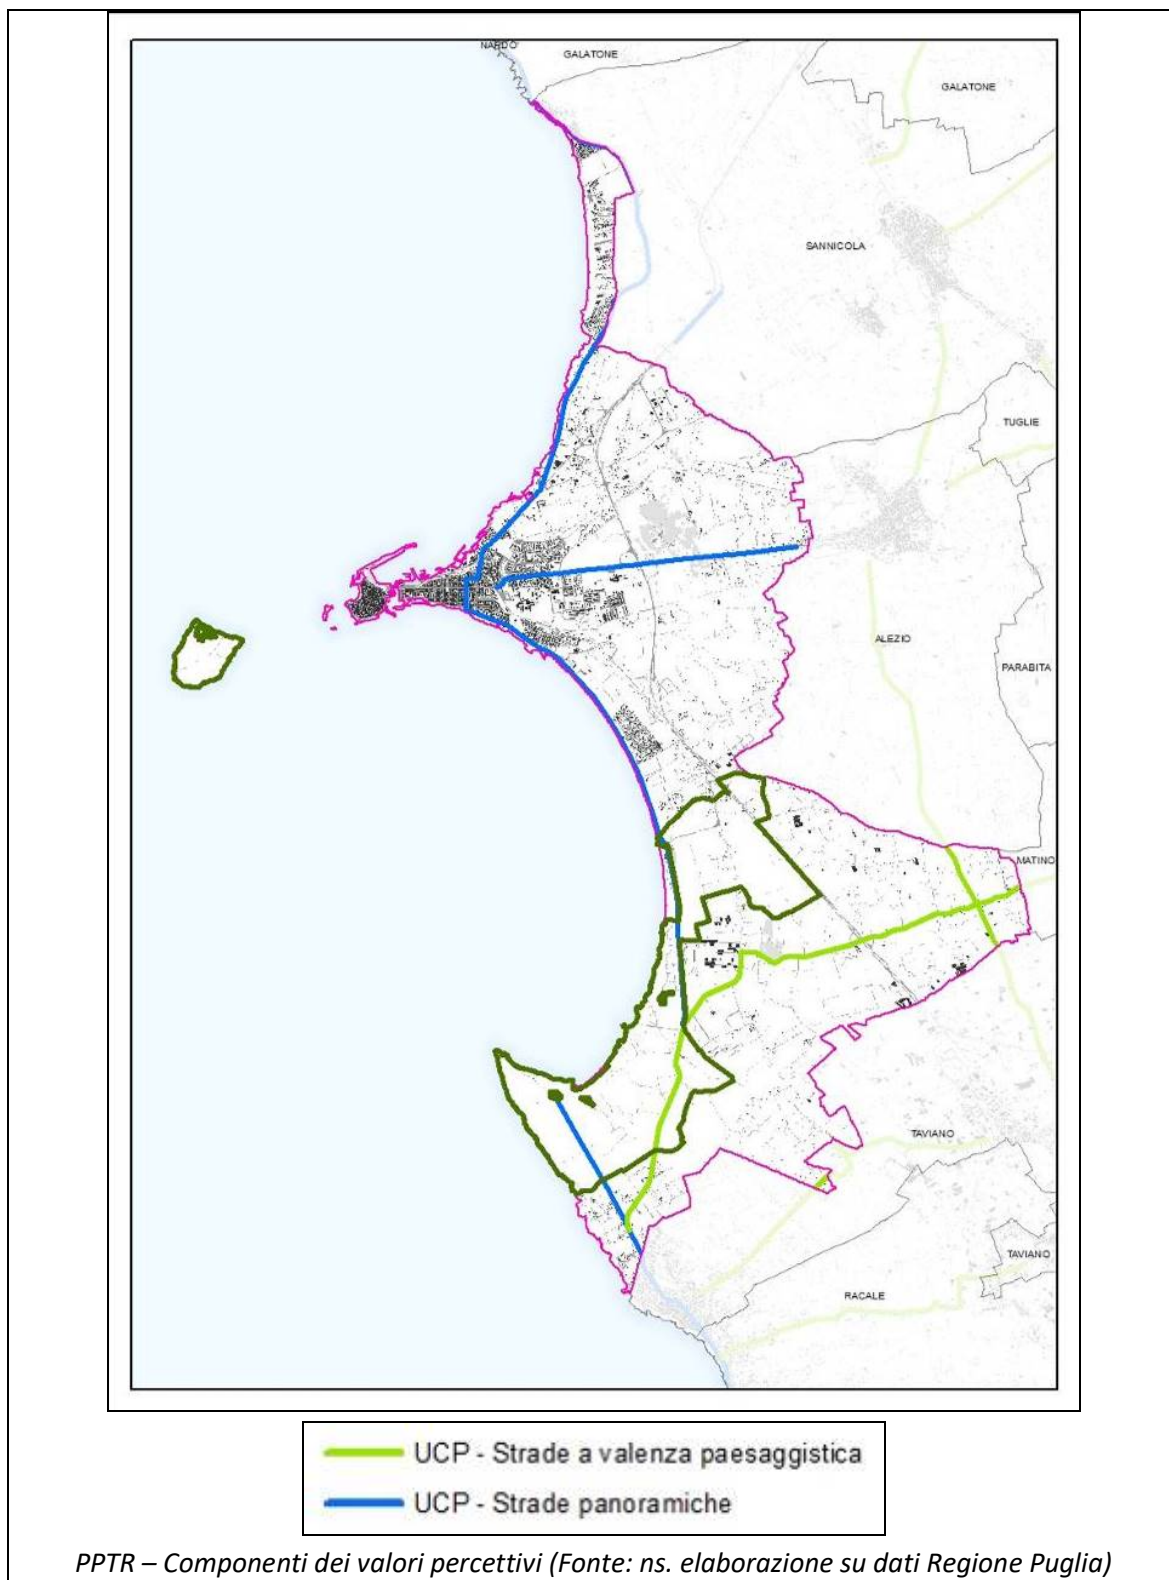 NARDO'
GALATONE
GALATONE
SANNICOLA
TUGLIE
ALEZIO
PARABITA
MATINO
TAVIANO
TAVIANO
RACALE
UCP - Strade a valenza paesaggistica
UCP - Strade panoramiche
PPTR – Componenti dei valori percettivi (Fonte: ns. elaborazione su dati Regione Puglia)